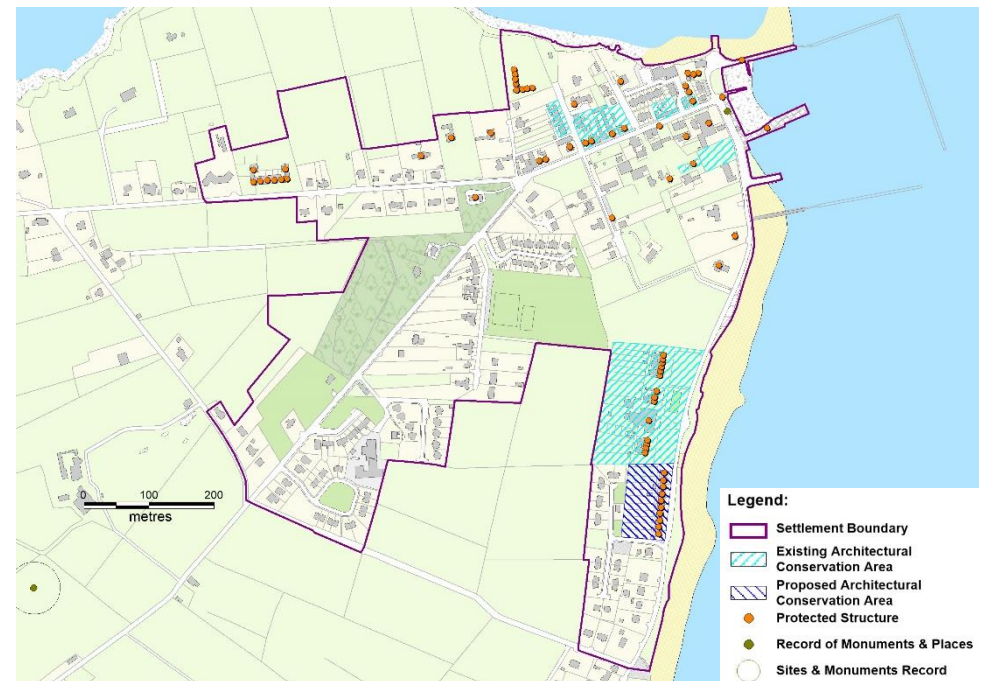 0 100 200
metres
Legend:
Settlement Boundary
Existing Architectural
Conservation Area
Proposed Architectural
Conservation Area
Protected Structure
Record of Monuments & Places
Sites & Monuments Record